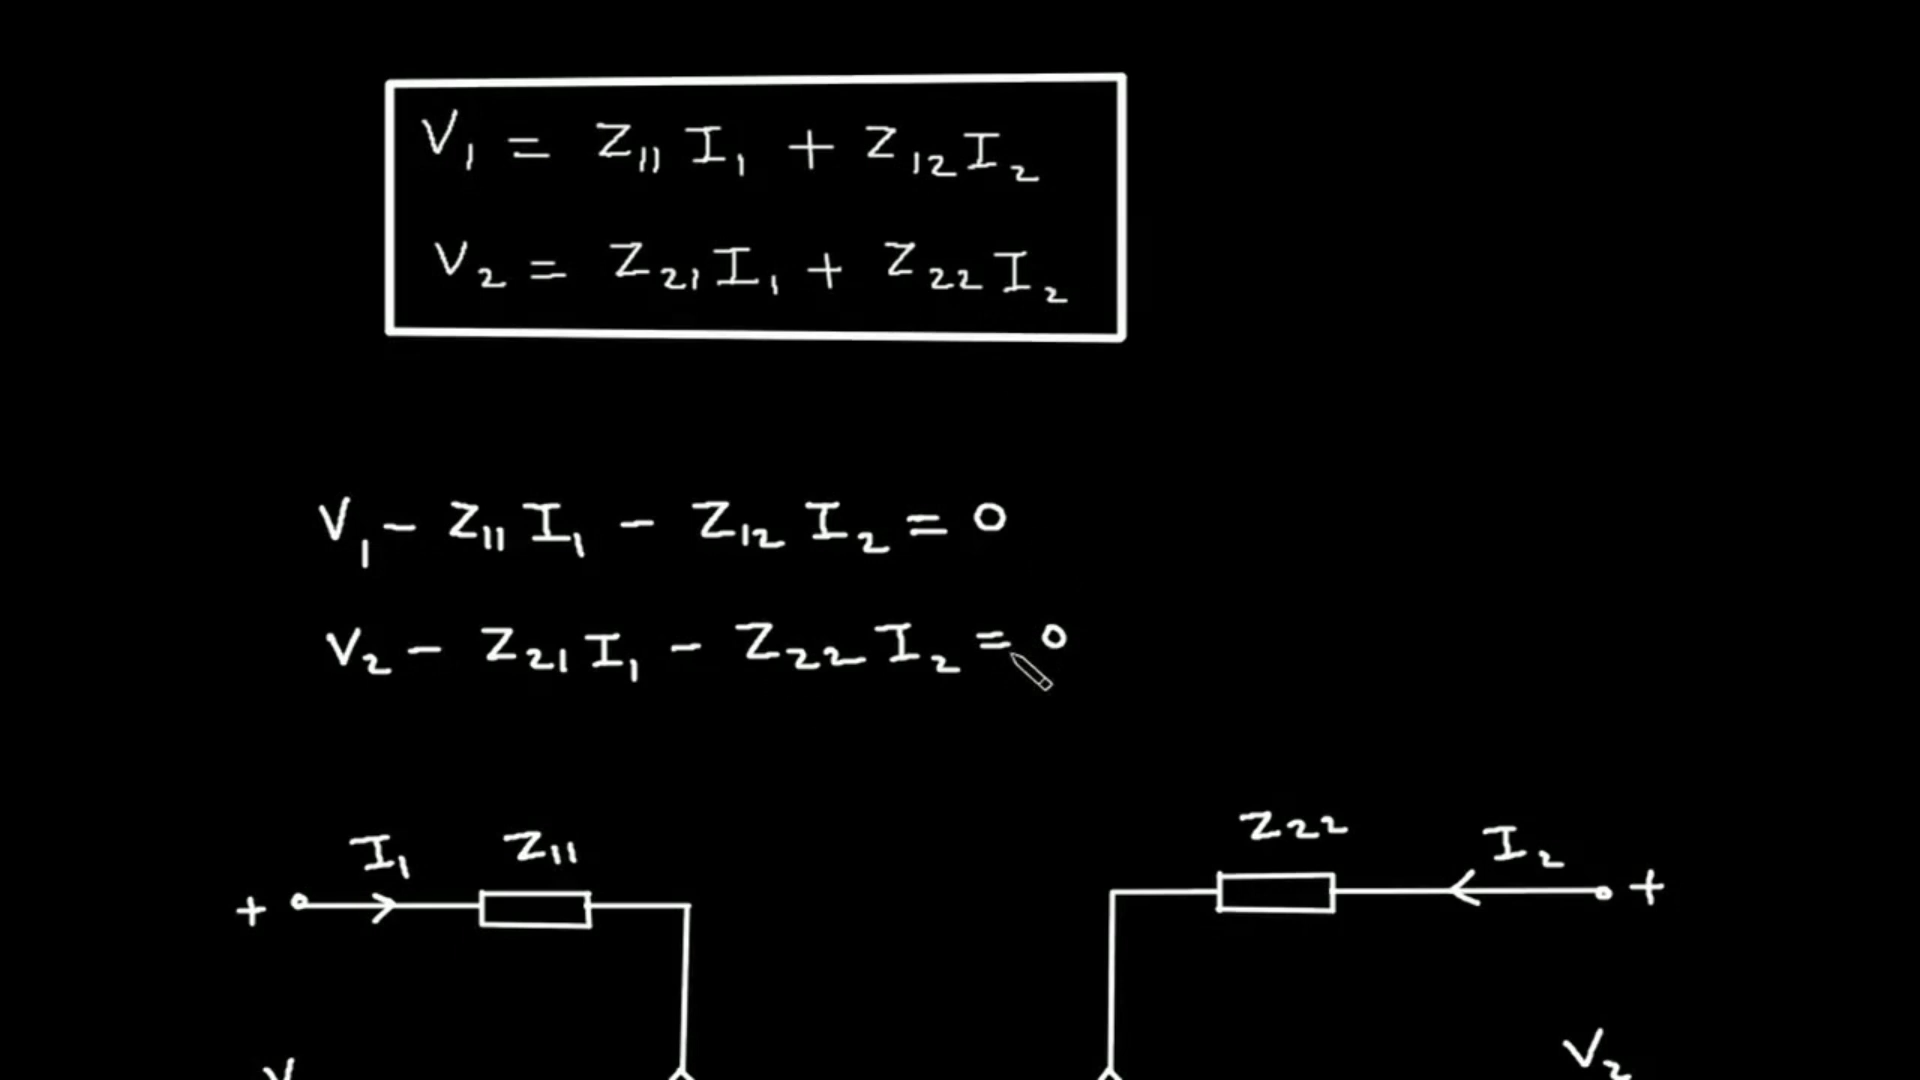 V₁ = Z₁₁ I₁ + Z₁₂ I₂
V₂ = Z₂₁ I₁ + Z₂₂ I₂
V₁ - Z₁₁ I₁ - Z₁₂ I₂ = 0
V₂ - Z₂₁ I₁ - Z₂₂ I₂ = 0
I₁ Z₁₁ Z₂₂ I₂
+ +
V V₂